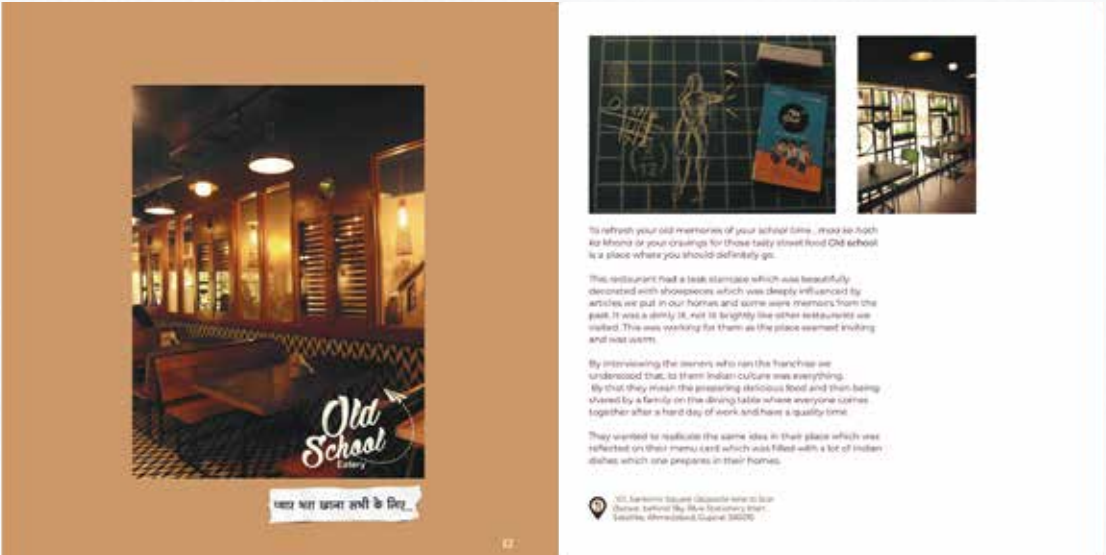 Old
School
Eatery
प्यार भरा खाना सभी के लिए...
To refresh your old memories of your school time , maa ke hath
ka khana or your cravings for those tasty street food Old school
is a place where you should definitely go.
This restaurant had a teak staircase which was beautifully
decorated with showpieces which was deeply influenced by
articles we put in our homes and some were memoirs from the
past. It was a dimly lit, not lit brightly like other restaurants we
visited. This was working for them as the place seemed inviting
and was warm.
By interviewing the owners who ran the franchise we
understood that, to them Indian culture was everything.
By that they mean the preparing delicious food and then being
shared by a family on the dining table where everyone comes
together after a hard day of work and have a quality time.
They wanted to realicate the same idea in their place which was
reflected on their menu card which was filled with a lot of Indian
dishes which one prepares in their homes.
Square Opposite
behind Sky Blue Stationery Mart,
Satellite, Ahmedabad, Gujarat